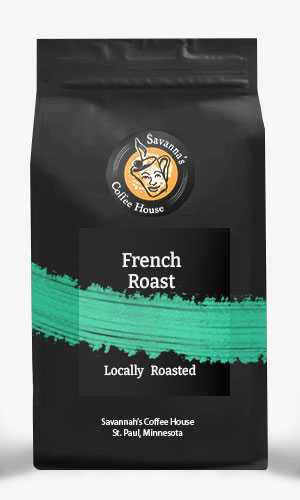 Savanna's
Coffee House
French
Roast
Locally Roasted
Savannah's Coffee House
St. Paul, Minnesota